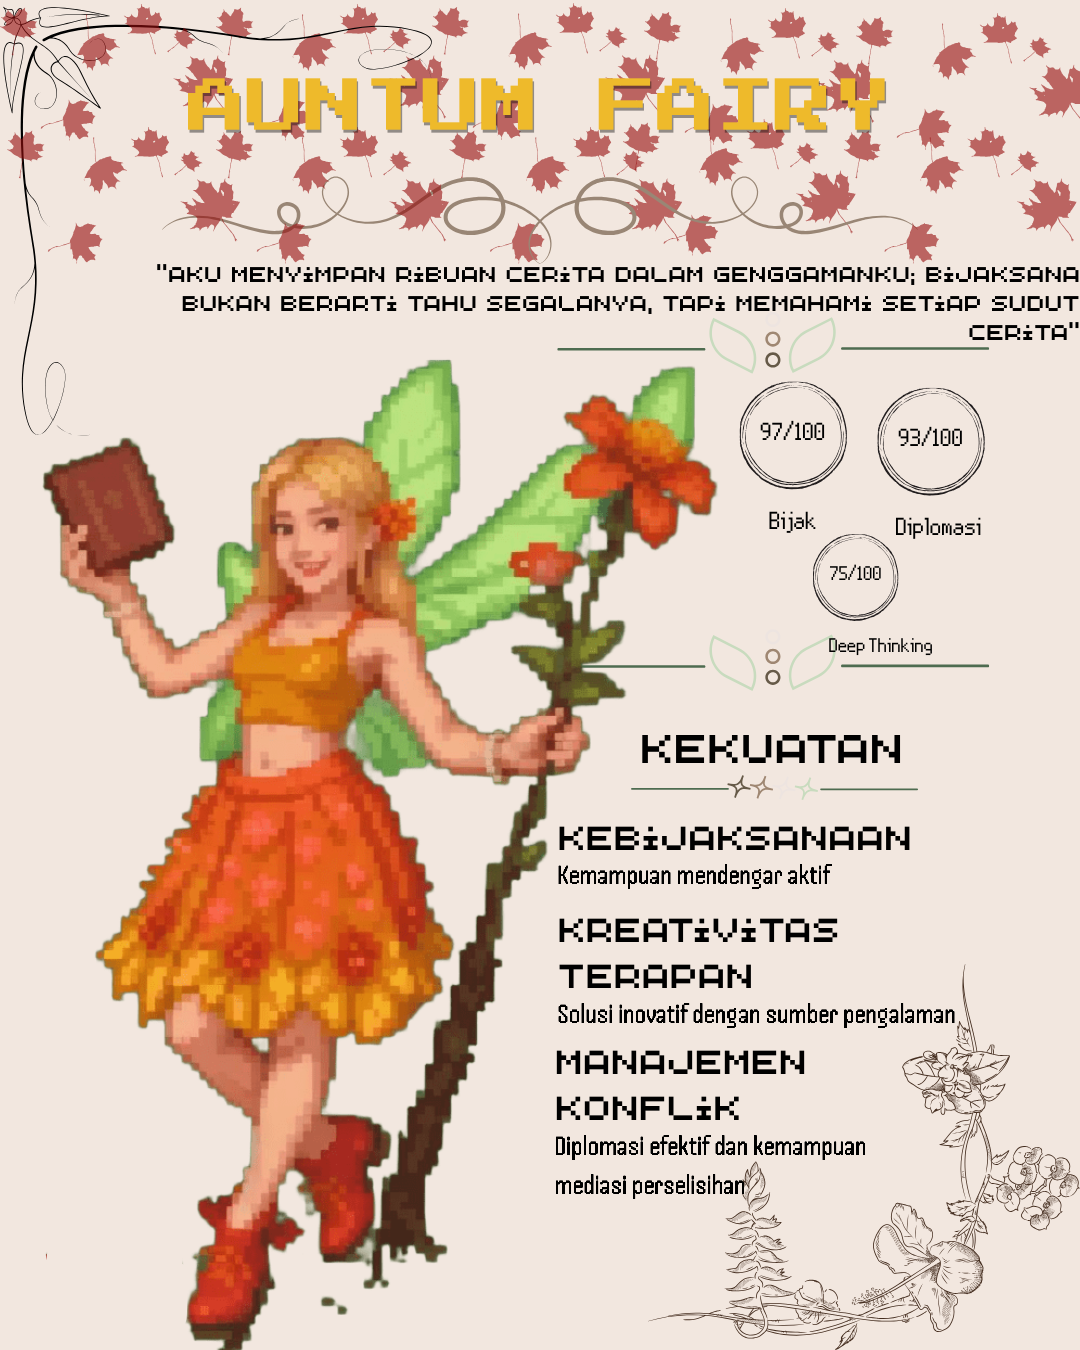 AUNTUM FAIRY
"AKU MENYiMPAN RiBUAN CERiTA DALAM GENGGAMANKU; BiJAKSANA
BUKAN BERARTi TAHU SEGALANYA, TAPi MEMAHAMi SETiAP SUDUT
CERiTA"
97/100
93/100
Bijak
Diplomasi
75/100
Deep Thinking
KEKUATAN
KEBiJAKSANAAN
Kemampuan mendengar aktif
KREATiViTAS
TERAPAN
Solusi inovatif dengan sumber pengalaman
MANAJEMEN
KONFLiK
Diplomasi efektif dan kemampuan
mediasi perselisihan